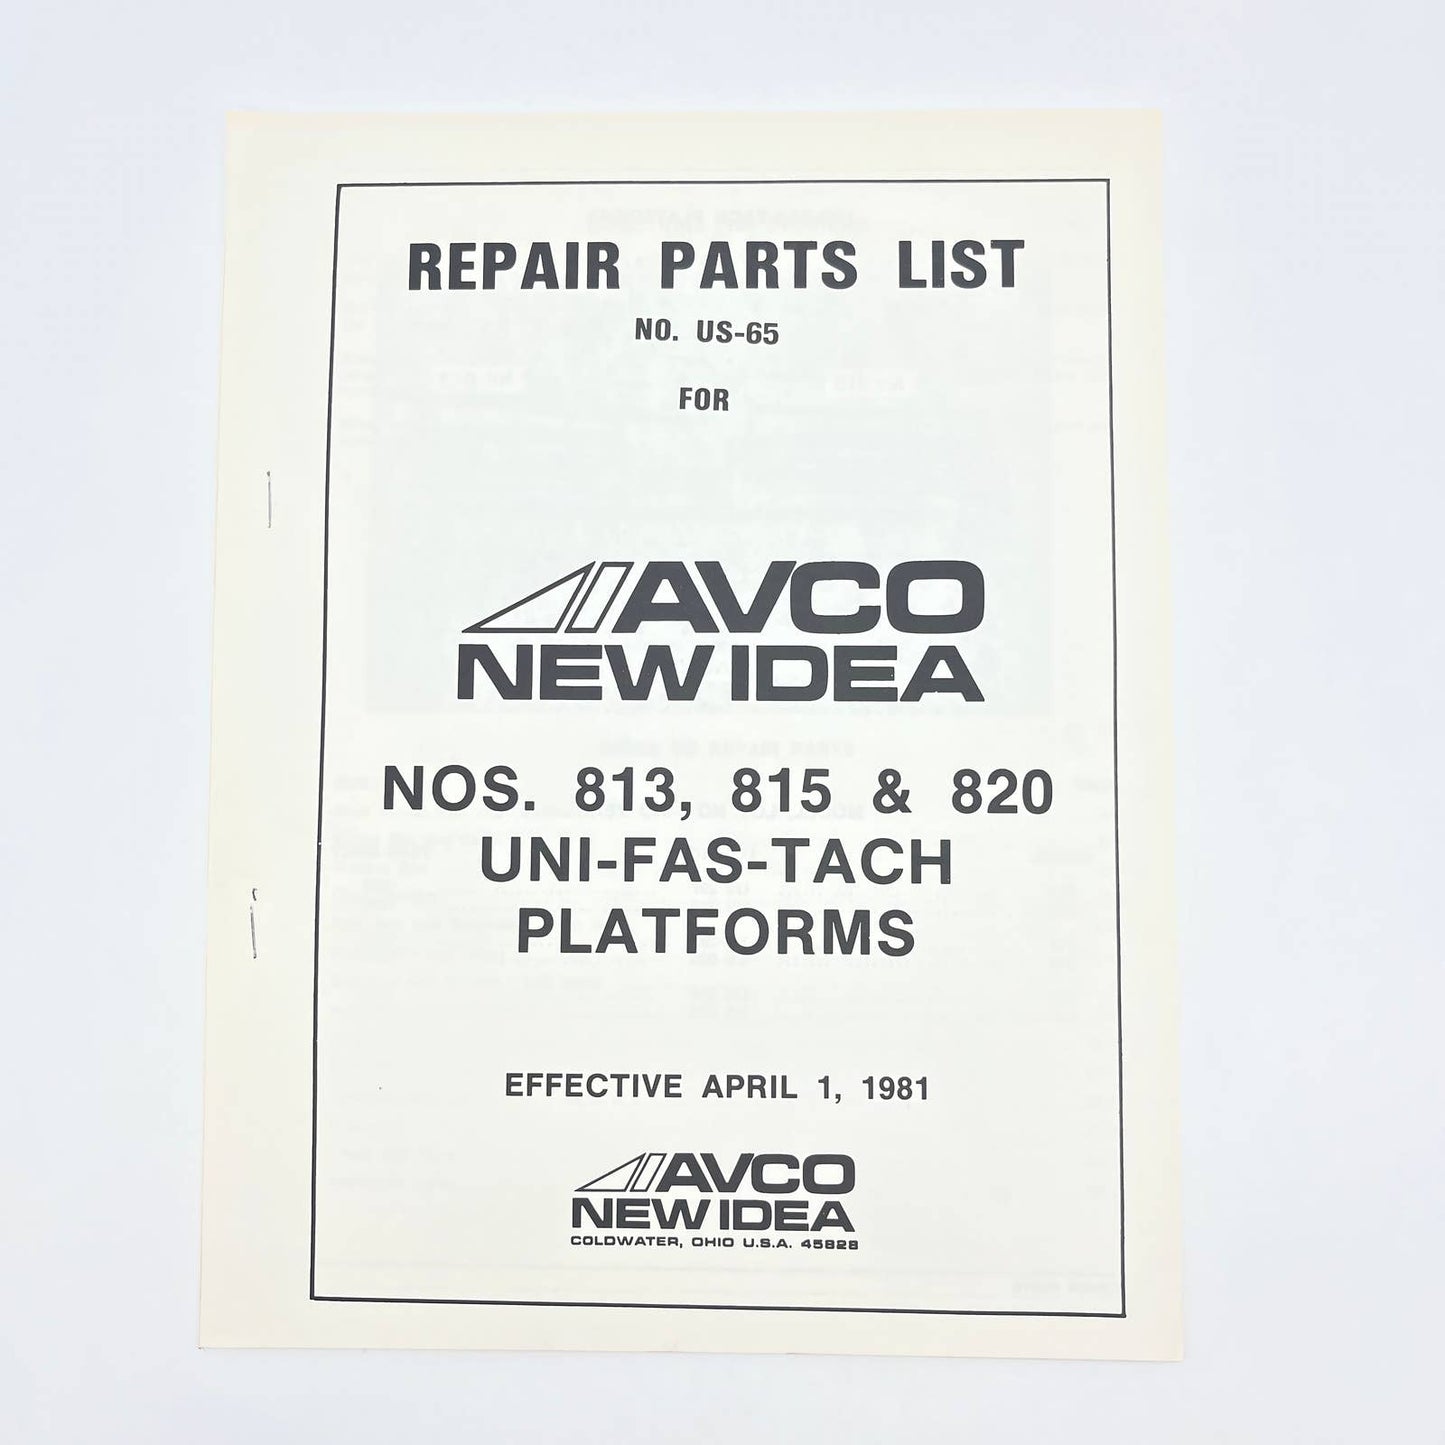 REPAIR PARTS LIST
NO. US-65
FOR
AVCO
NEW IDEA
NOS. 813, 815 & 820
UNI-FAS-TACH
PLATFORMS
EFFECTIVE APRIL 1, 1981
AVCO
NEW IDEA
COLDWATER, OHIO U.S.A. 45828